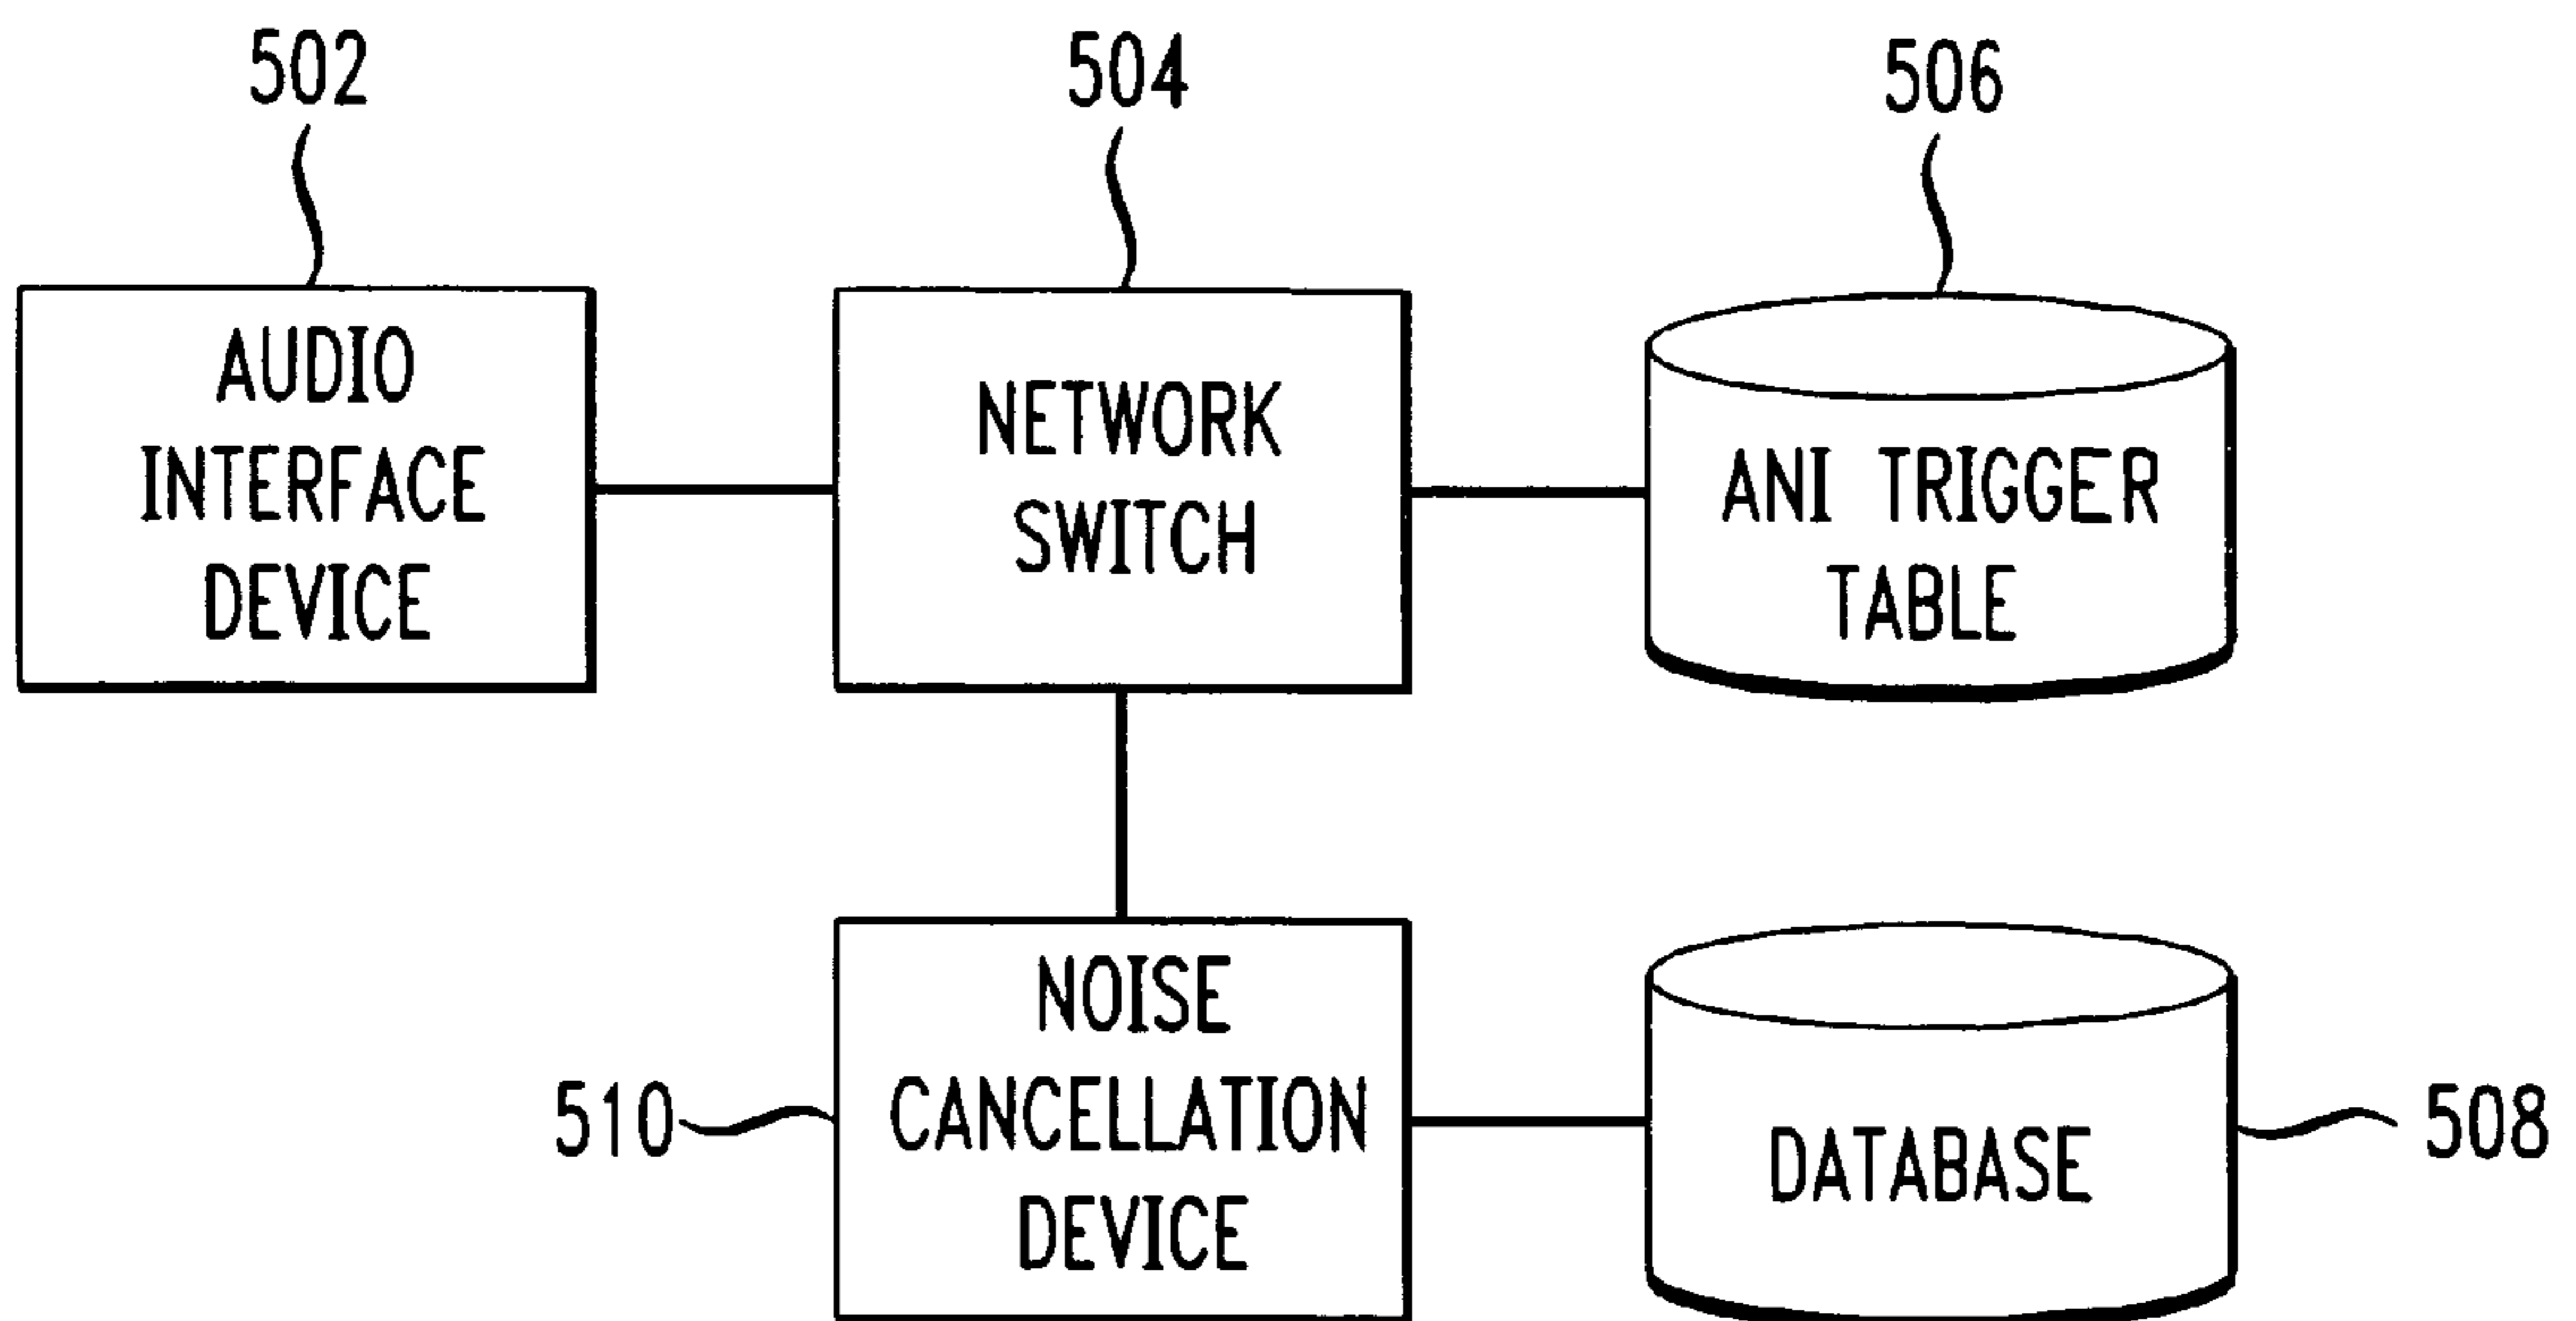 502
504
506
AUDIO
INTERFACE
DEVICE
NETWORK
SWITCH
ANI TRIGGER
TABLE
510
NOISE
CANCELLATION
DEVICE
DATABASE
508